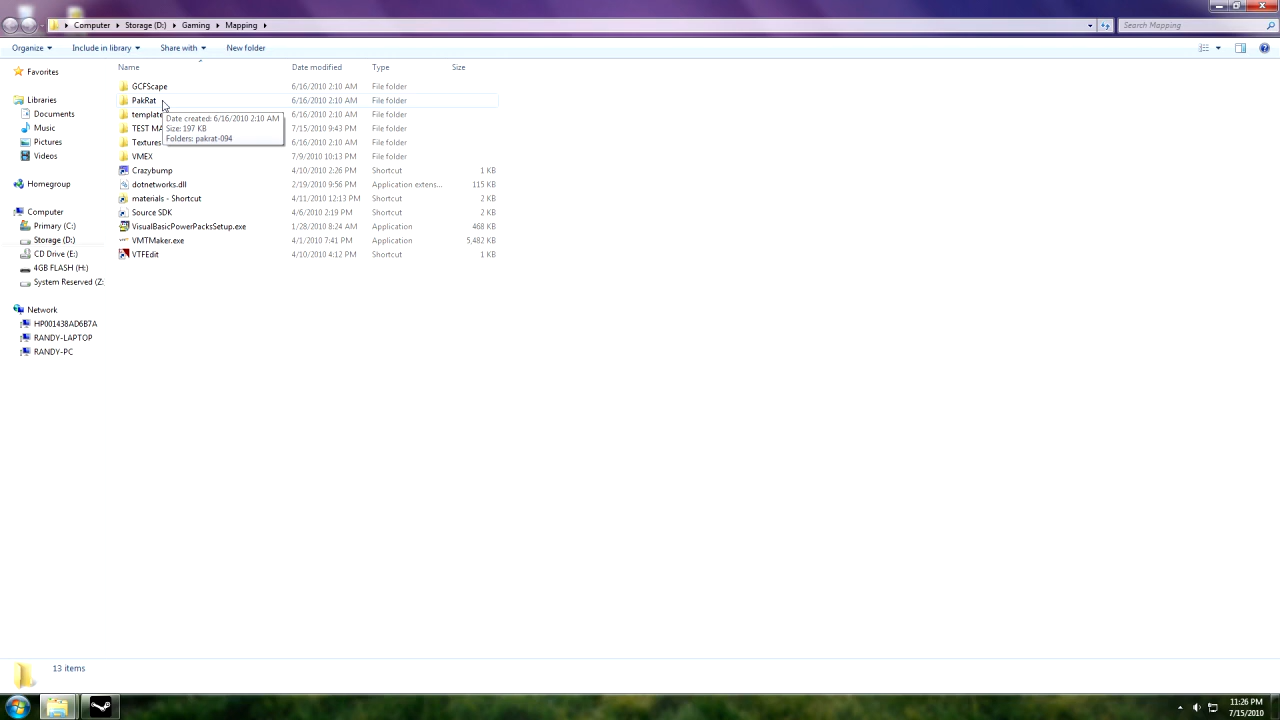 Computer Storage (D:) Gaming Mapping Search Mapping
Organize Include in library Share with New folder
Name Date modified Type Size
Favorites
Libraries
Documents
Music
Pictures
Videos
Homegroup
Computer
Primary (C:)
Storage (D:)
CD Drive (E:)
4GB FLASH (H:)
System Reserved (Z:
Network
HP001438AD6B7A
RANDY-LAPTOP
RANDY-PC
GCFScape 6/16/2010 2:10 AM File folder
PakRat 6/16/2010 2:10 AM File folder
template 6/16/2010 2:10 AM File folder
TEST MA 7/15/2010 9:43 PM File folder
Textures 6/16/2010 2:10 AM File folder
VMEX 7/9/2010 10:13 PM File folder
Crazybump 4/10/2010 2:26 PM Shortcut 1 KB
dotnetworks.dll 2/19/2010 9:56 PM Application extens... 115 KB
materials - Shortcut 4/11/2010 12:13 PM Shortcut 2 KB
Source SDK 4/6/2010 2:19 PM Shortcut 2 KB
VisualBasicPowerPacksSetup.exe 1/28/2010 8:24 AM Application 468 KB
VMTMaker.exe 4/1/2010 7:41 PM Application 5,482 KB
VTFEdit 4/10/2010 4:12 PM Shortcut 1 KB
Date created: 6/16/2010 2:10 AM
Size: 197 KB
Folders: pakrat-094
13 items
11:26 PM
7/15/2010